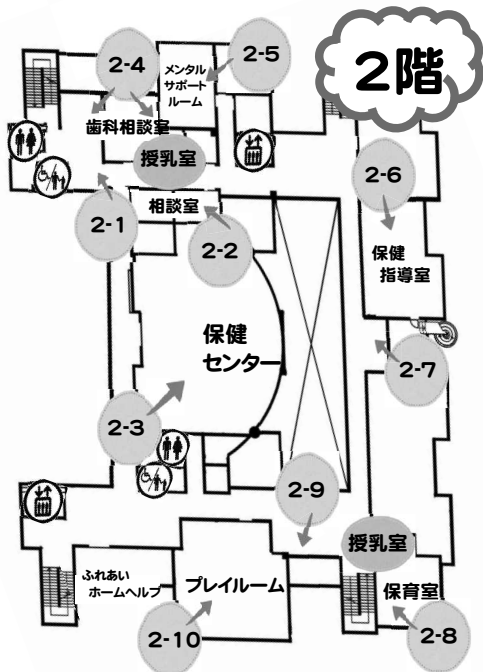 2階
2-4
メンタル
サポート
ルーム
2-5
歯科相談室
授乳室
2-6
相談室
2-1
2-2
保健
指導室
保健
センター
2-7
2-3
2-9
授乳室
ふれあい
ホームヘルプ
プレイルーム
保育室
2-10
2-8